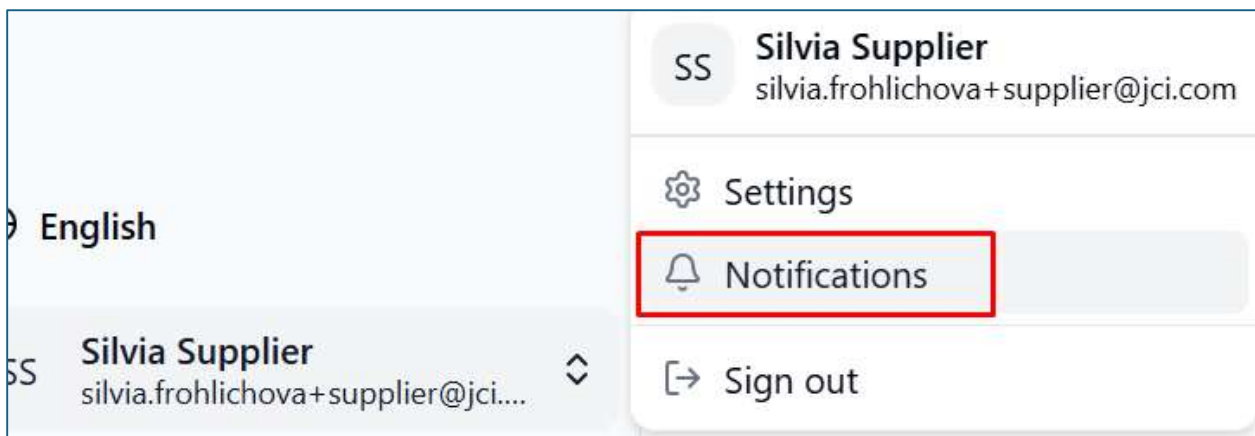 English
SS
Silvia Supplier
silvia.frohlichova+supplier@jci....
SS
Silvia Supplier
silvia.frohlichova+supplier@jci.com
Settings
Notifications
Sign out